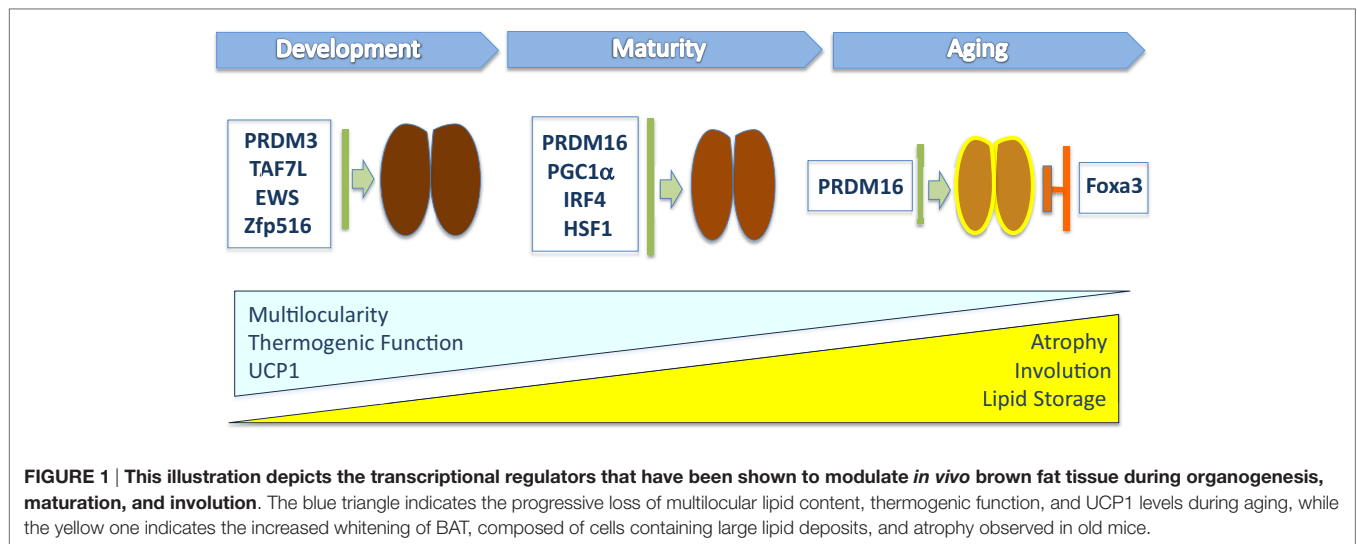 Development
Maturity
Aging
PRDM3
TAF7L
EWS
Zfp516
PRDM16
PGC1α
IRF4
HSF1
PRDM16
Foxa3
Multilocularity
Thermogenic Function
UCP1
Atrophy
Involution
Lipid Storage
FIGURE 1 | This illustration depicts the transcriptional regulators that have been shown to modulate in vivo brown fat tissue during organogenesis,
maturation, and involution. The blue triangle indicates the progressive loss of multilocular lipid content, thermogenic function, and UCP1 levels during aging, while
the yellow one indicates the increased whitening of BAT, composed of cells containing large lipid deposits, and atrophy observed in old mice.